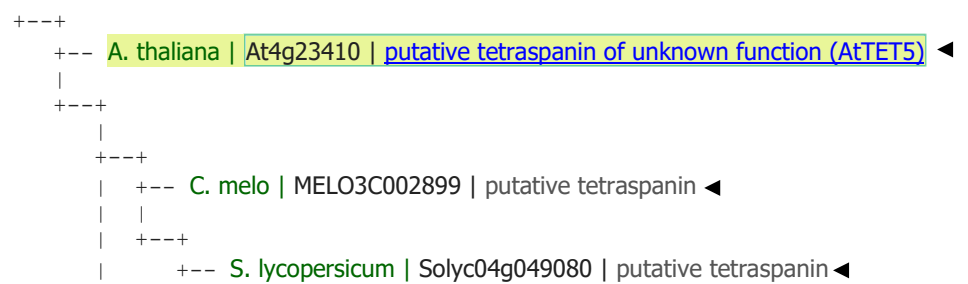 A. thaliana | At4g23410 | putative tetraspanin of unknown function (AtTET5)
C. melo | MELO3C002899 | putative tetraspanin
S. lycopersicum | Solyc04g049080 | putative tetraspanin